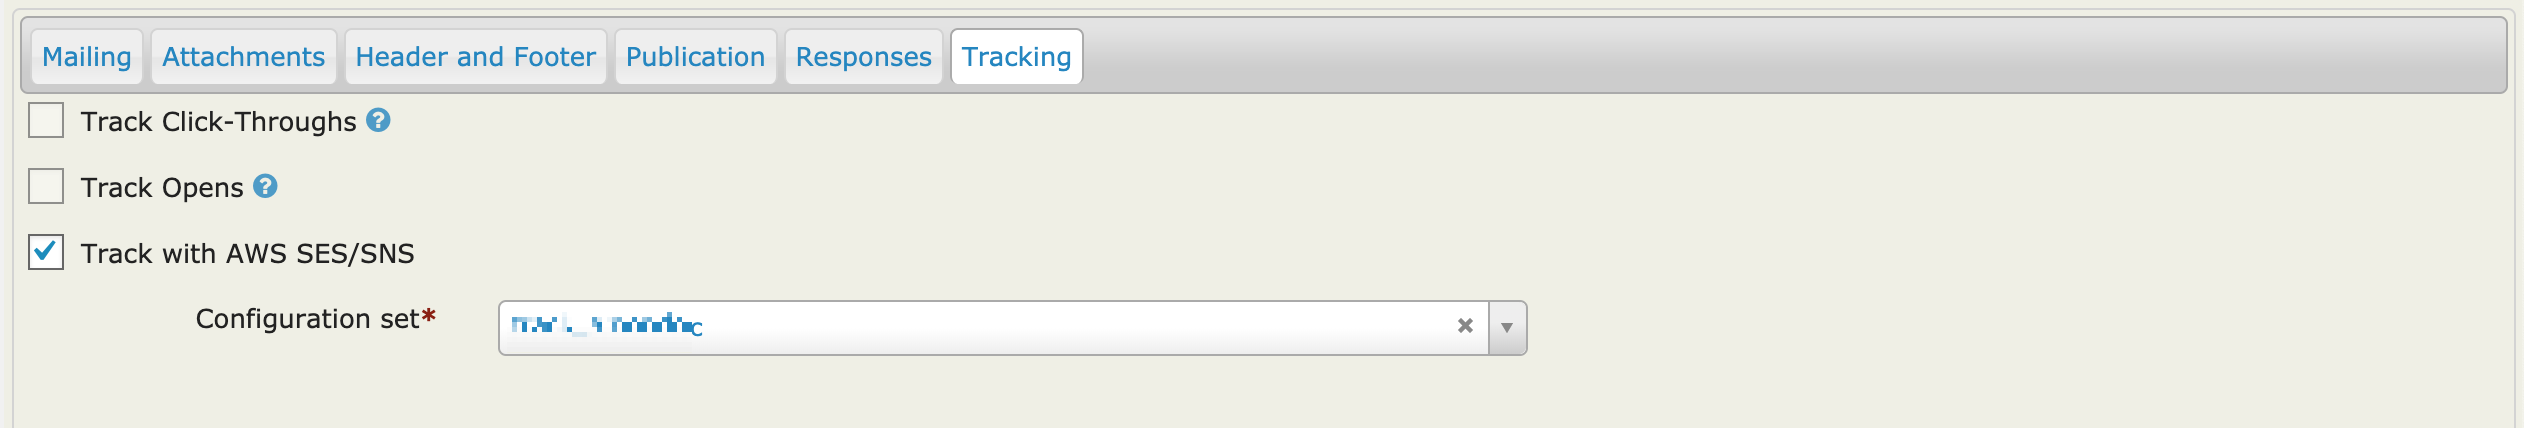 Mailing Attachments Header and Footer Publication Responses Tracking
Track Click-Throughs ?
Track Opens ?
Track with AWS SES/SNS
Configuration set*